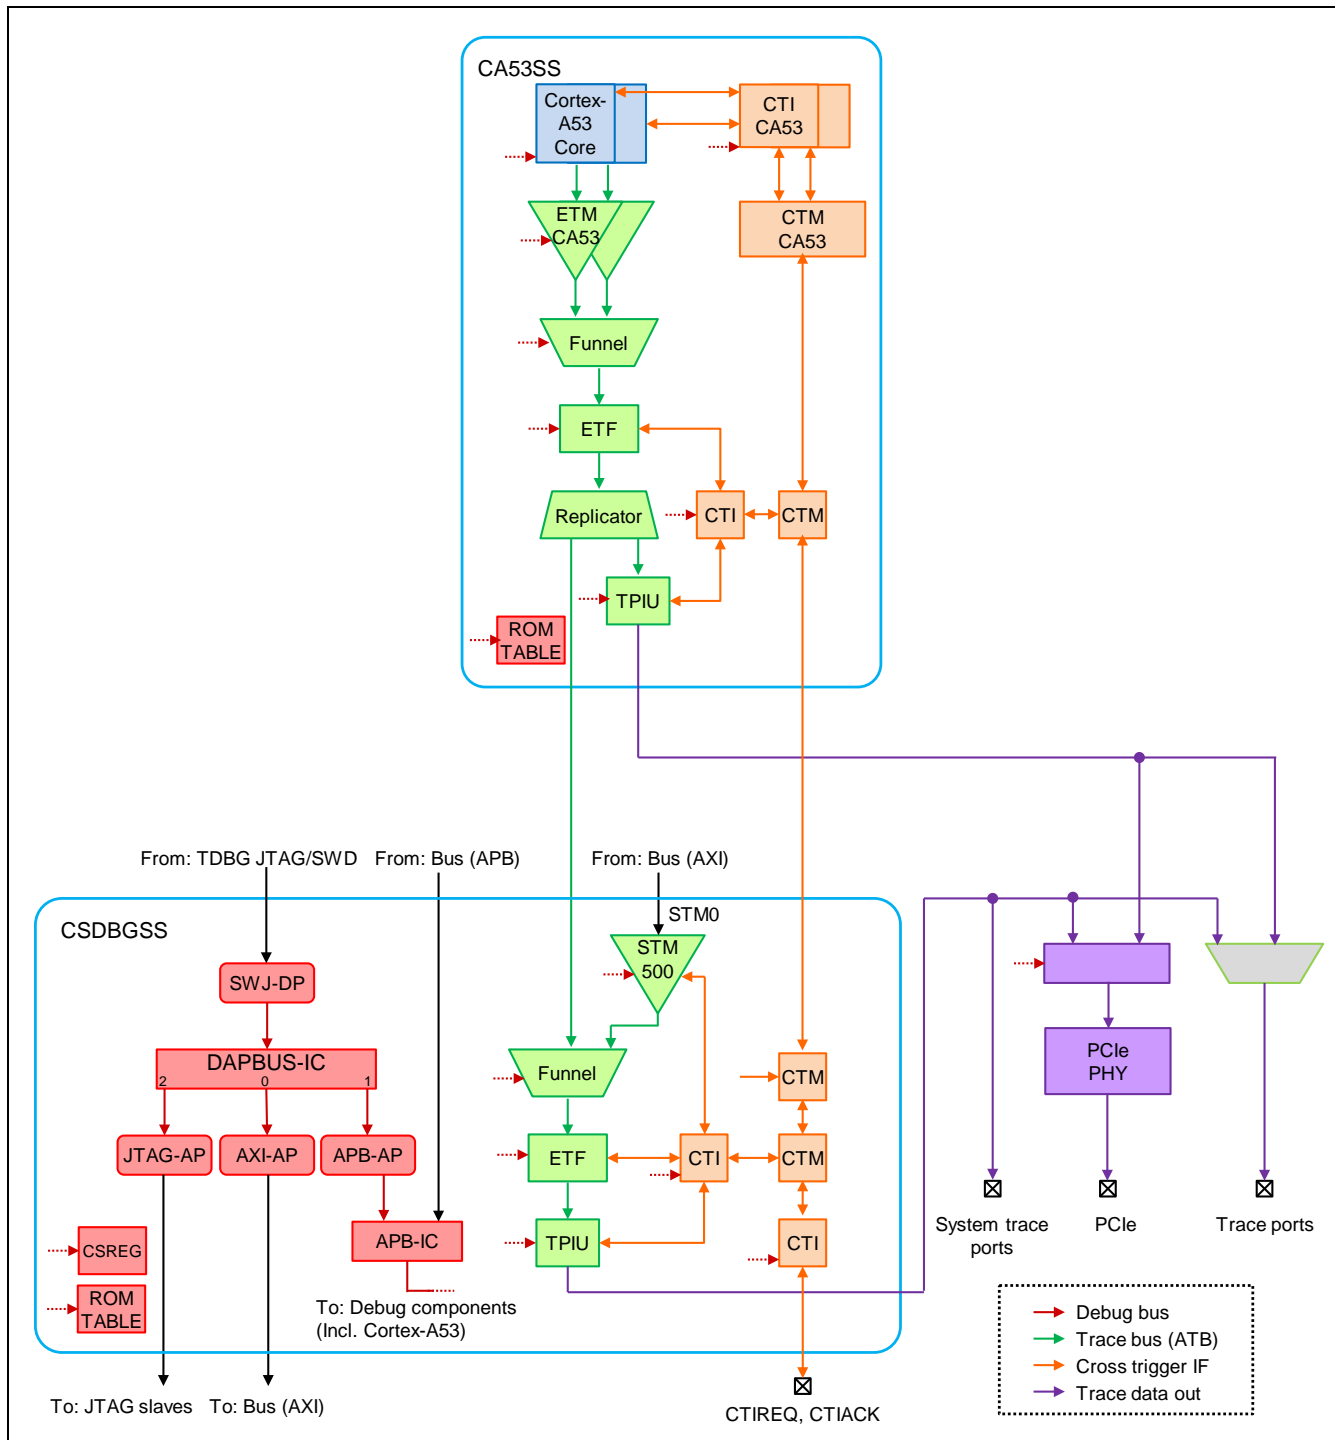 CA53SS
Cortex-
A53
Core
CTI
CA53
ETM
CA53
CTM
CA53
Funnel
ETF
Replicator
CTI
CTM
TPIU
ROM
TABLE
From: TDBG JTAG/SWD
From: Bus (APB)
From: Bus (AXI)
STM0
CSDBGSS
STM
500
SWJ-DP
DAPBUS-IC
2
0
1
Funnel
CTM
PCIe
PHY
JTAG-AP
AXI-AP
APB-AP
ETF
CTI
CTM
APB-IC
TPIU
CTI
CSREG
ROM
TABLE
To: Debug components
(Incl. Cortex-A53)
System trace
ports
PCIe
Trace ports
Debug bus
Trace bus (ATB)
Cross trigger IF
Trace data out
To: JTAG slaves
To: Bus (AXI)
CTIREQ, CTIACK